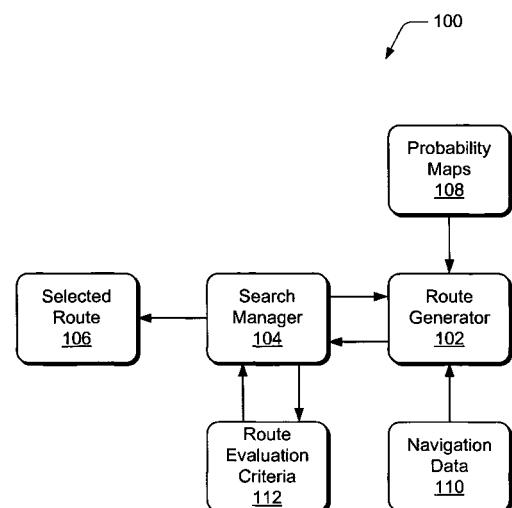 100
Probability
Maps
108
Selected
Route
106
Search
Manager
104
Route
Generator
102
Route
Evaluation
Criteria
112
Navigation
Data
110